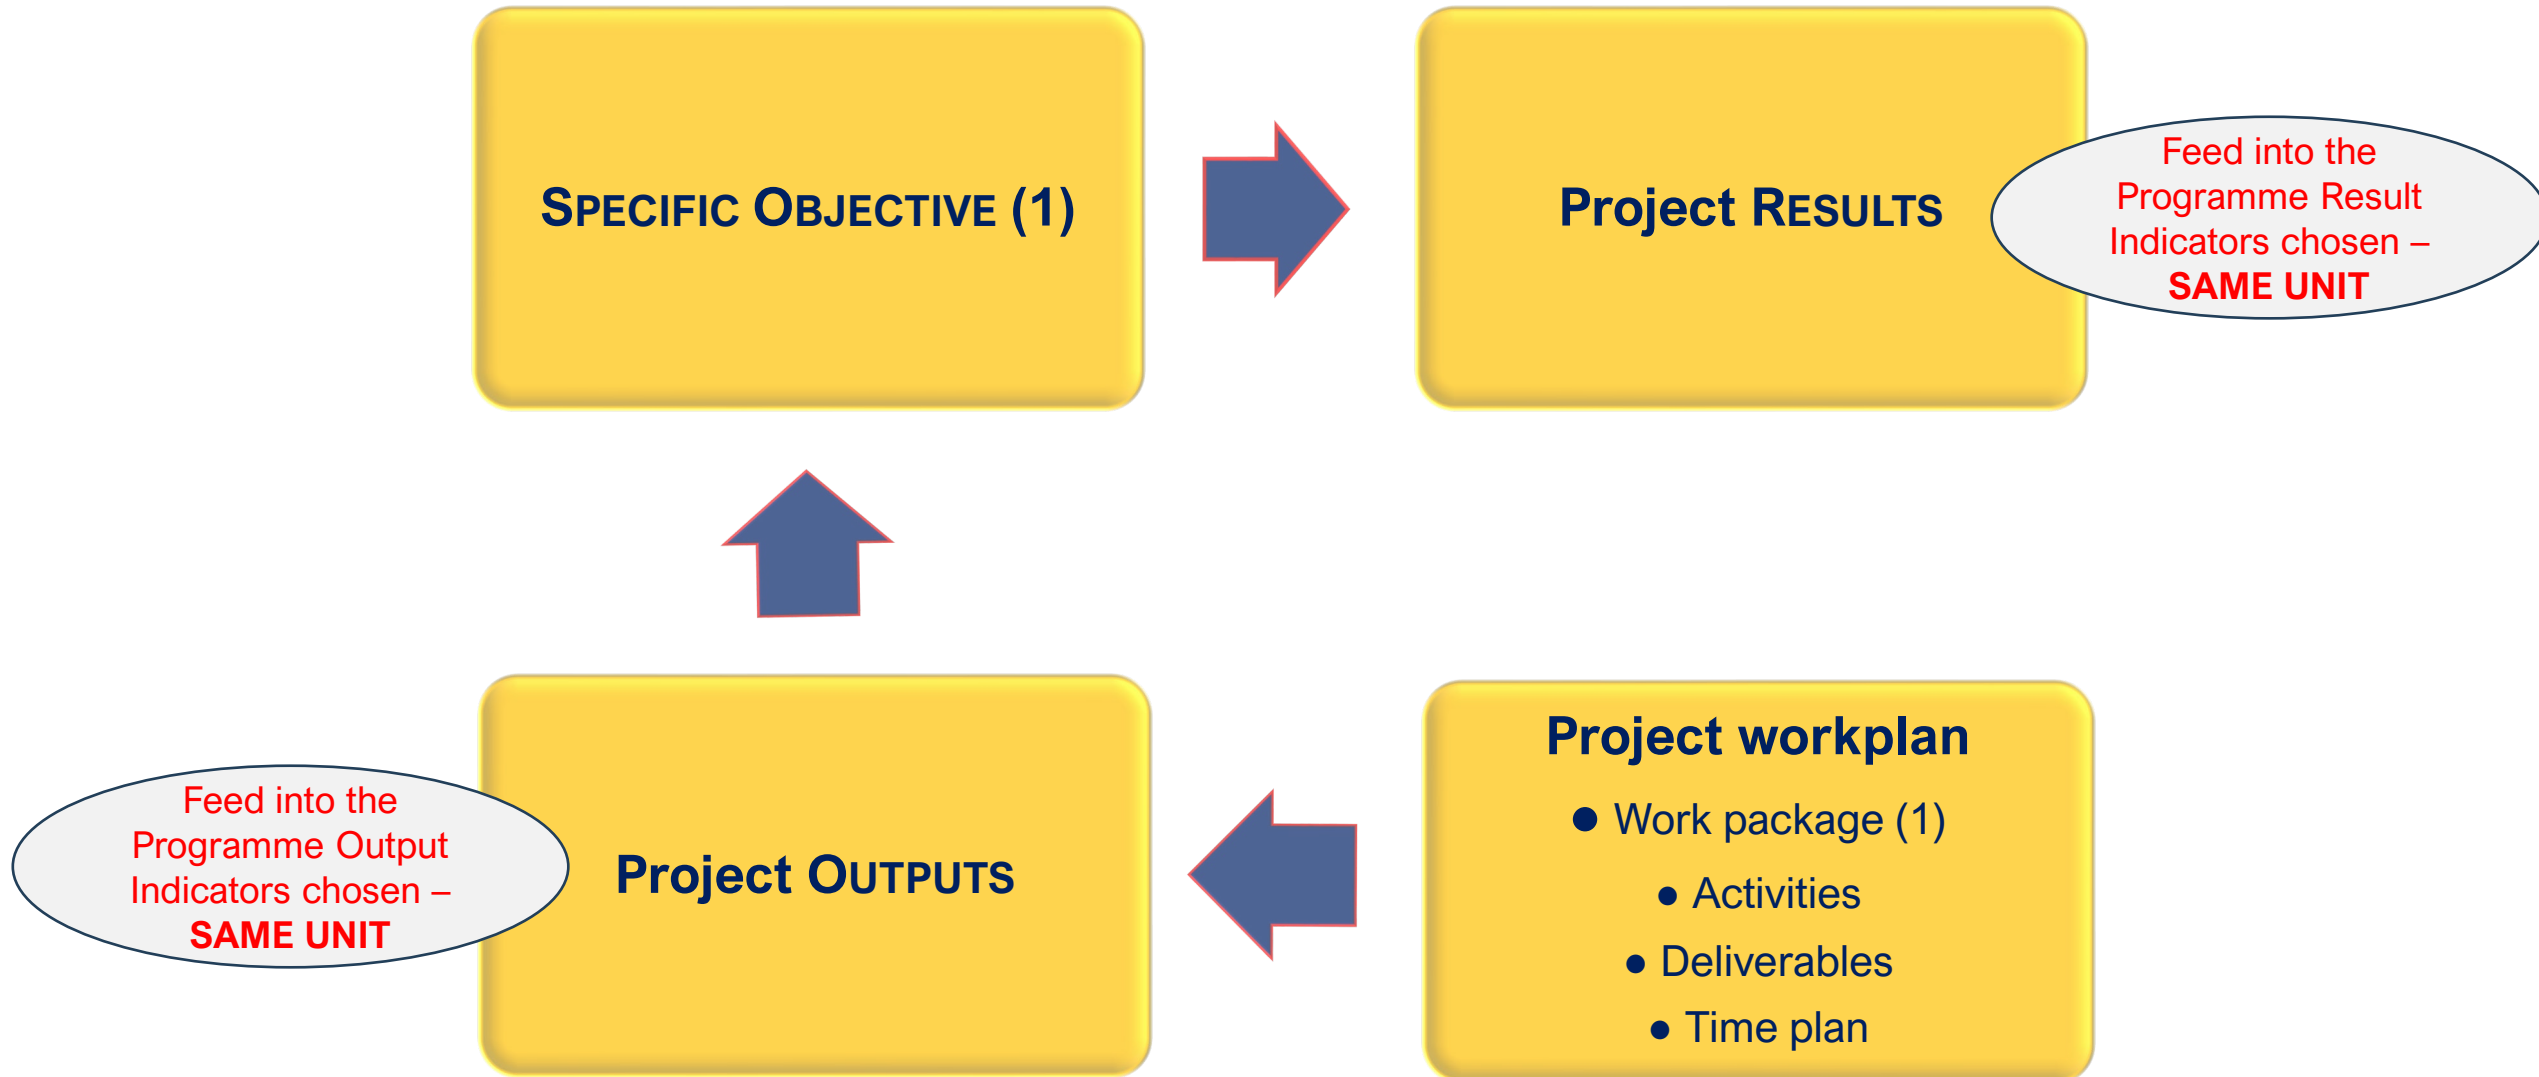 SPECIFIC OBJECTIVE (1)
Project RESULTS
Feed into the
Programme Result
Indicators chosen –
SAME UNIT
Feed into the
Programme Output
Indicators chosen –
SAME UNIT
Project OUTPUTS
Project workplan
● Work package (1)
● Activities
● Deliverables
● Time plan